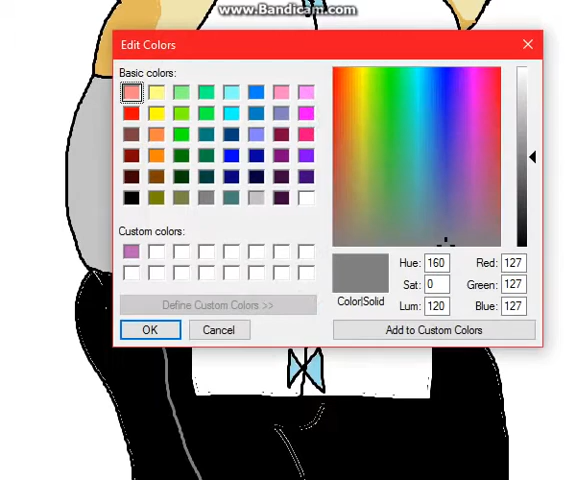 www.Bandicam.com
Edit Colors
Basic colors:
Custom colors:
Define Custom Colors >>
OK
Cancel
Color|Solid
Hue: 160
Sat: 0
Lum: 120
Red: 127
Green: 127
Blue: 127
Add to Custom Colors